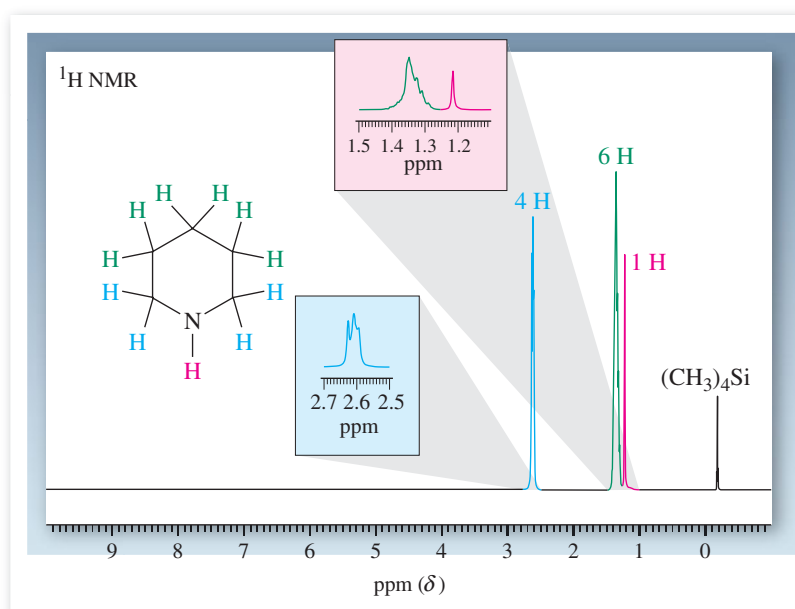 ¹H NMR
1.5 1.4 1.3 1.2
ppm
6 H
4 H
1 H
H H
H H
H H
H H
H N H
H
2.7 2.6 2.5
ppm
(CH₃)₄Si
9 8 7 6 5 4 3 2 1 0
ppm (δ)